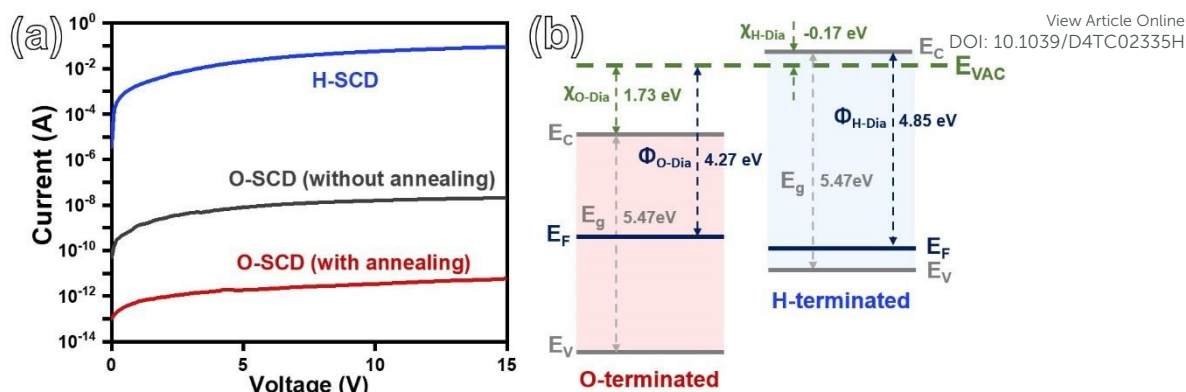 View Article Online
DOI: 10.1039/D4TC02335H
(a)
10⁰
10⁻²
10⁻⁴
10⁻⁶
10⁻⁸
10⁻¹⁰
10⁻¹²
10⁻¹⁴
Current (A)
H-SCD
O-SCD (without annealing)
O-SCD (with annealing)
0 5 10 15
Voltage (V)
(b)
χH-Dia -0.17 eV
EC
EVAC
χO-Dia 1.73 eV
EC
ΦO-Dia 4.27 eV
ΦH-Dia 4.85 eV
Eg 5.47eV
Eg 5.47eV
EF
EF
EV
EV
H-terminated
O-terminated